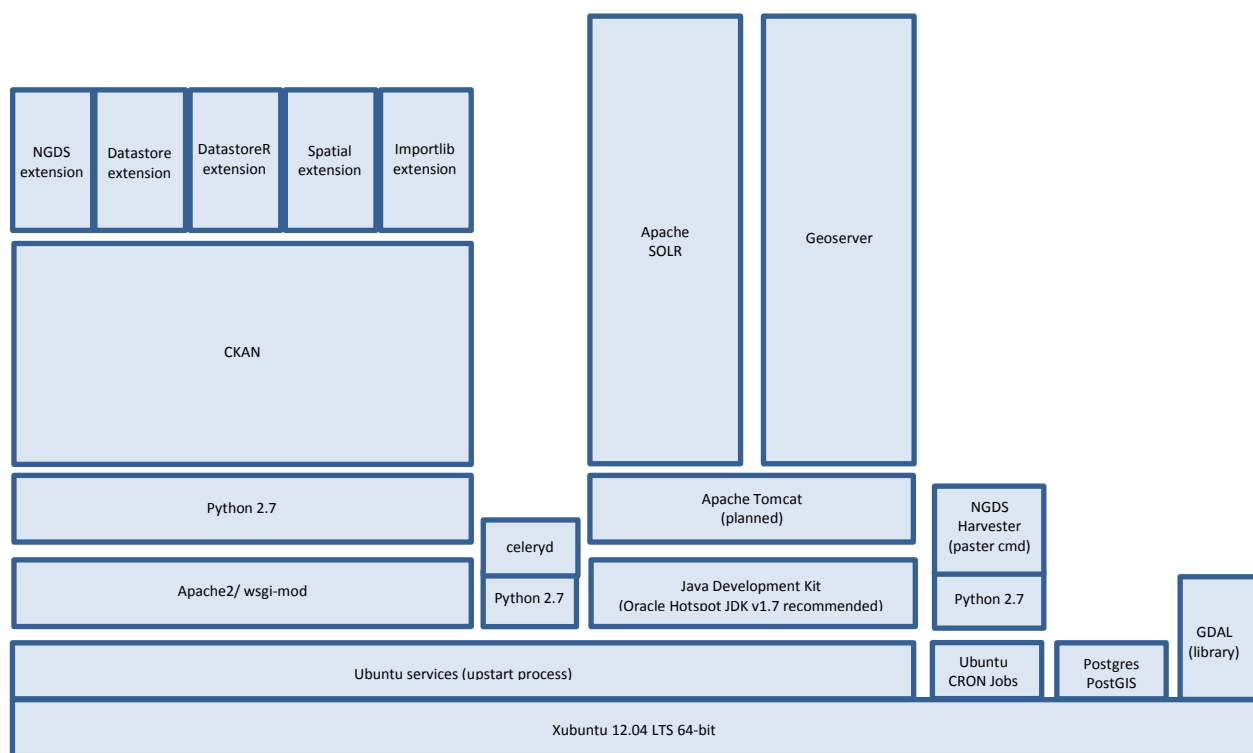 NGDS
extension
Datastore
extension
DatastoreR
extension
Spatial
extension
Importlib
extension
Apache
SOLR
Geoserver
CKAN
Python 2.7
Apache Tomcat
(planned)
NGDS
Harvester
(paster cmd)
celeryd
Apache2/ wsgi-mod
Python 2.7
Java Development Kit
(Oracle Hotspot JDK v1.7 recommended)
Python 2.7
GDAL
(library)
Ubuntu services (upstart process)
Ubuntu
CRON Jobs
Postgres
PostGIS
Xubuntu 12.04 LTS 64-bit